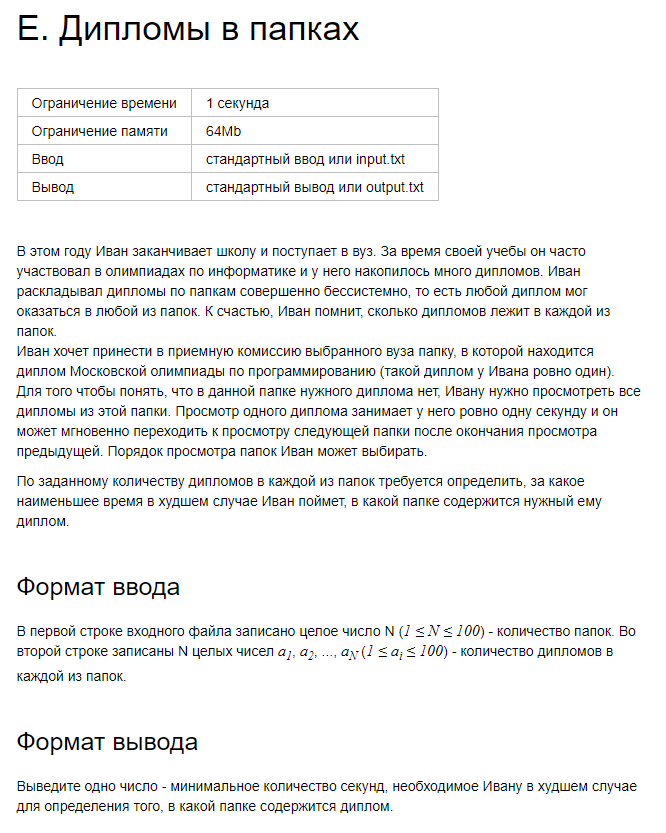 Е. Дипломы в папках
Ограничение времени 1 секунда
Ограничение памяти 64Mb
Ввод стандартный ввод или input.txt
Вывод стандартный вывод или output.txt
В этом году Иван заканчивает школу и поступает в вуз. За время своей учебы он часто
участвовал в олимпиадах по информатике и у него накопилось много дипломов. Иван
раскладывал дипломы по папкам совершенно бессистемно, то есть любой диплом мог
оказаться в любой из папок. К счастью, Иван помнит, сколько дипломов лежит в каждой из
папок.
Иван хочет принести в приемную комиссию выбранного вуза папку, в которой находится
диплом Московской олимпиады по программированию (такой диплом у Ивана ровно один).
Для того чтобы понять, что в данной папке нужного диплома нет, Ивану нужно просмотреть все
дипломы из этой папки. Просмотр одного диплома занимает у него ровно одну секунду и он
может мгновенно переходить к просмотру следующей папки после окончания просмотра
предыдущей. Порядок просмотра папок Иван может выбирать.
По заданному количеству дипломов в каждой из папок требуется определить, за какое
наименьшее время в худшем случае Иван поймет, в какой папке содержится нужный ему
диплом.
Формат ввода
В первой строке входного файла записано целое число N (1 ≤ N ≤ 100) - количество папок. Во
второй строке записаны N целых чисел a1, a2, ..., aN (1 ≤ ai ≤ 100) - количество дипломов в
каждой из папок.
Формат вывода
Выведите одно число - минимальное количество секунд, необходимое Ивану в худшем случае
для определения того, в какой папке содержится диплом.